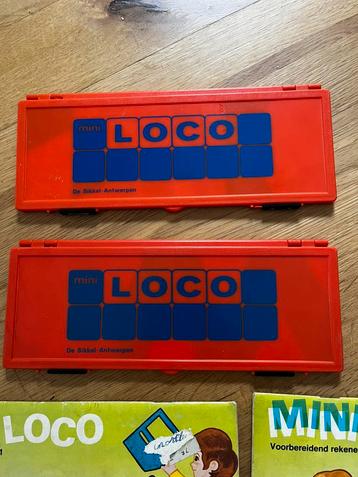 mini LOCO
De Sikkel-Antwerpen
mini LOCO
De Sikkel-Antwerpen
LOCO
MINI
Voorbereidend rekene